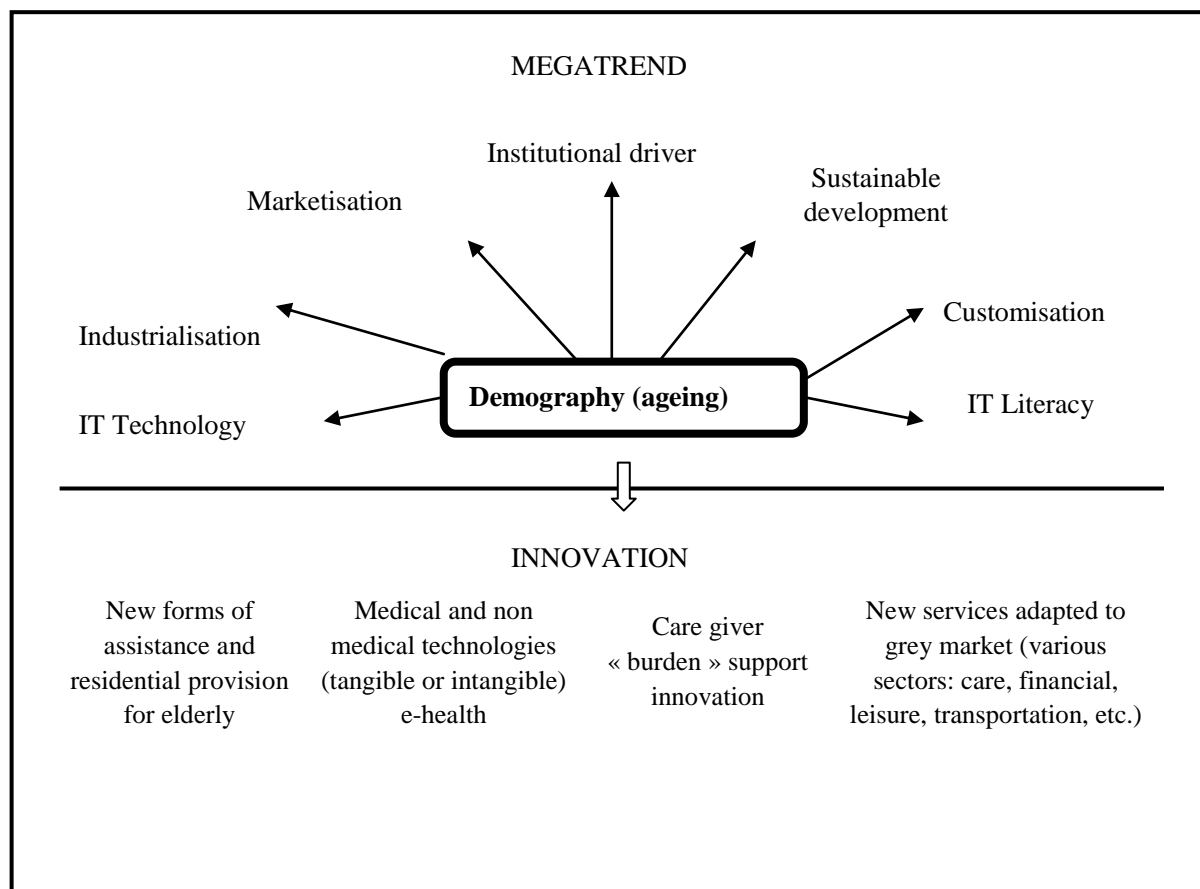 MEGATREND
Institutional driver
Sustainable
development
Marketisation
Customisation
Industrialisation
Demography (ageing)
IT Literacy
IT Technology
INNOVATION
New forms of
assistance and
residential provision
for elderly
Medical and non
medical technologies
(tangible or intangible)
e-health
Care giver
« burden » support
innovation
New services adapted to
grey market (various
sectors: care, financial,
leisure, transportation, etc.)